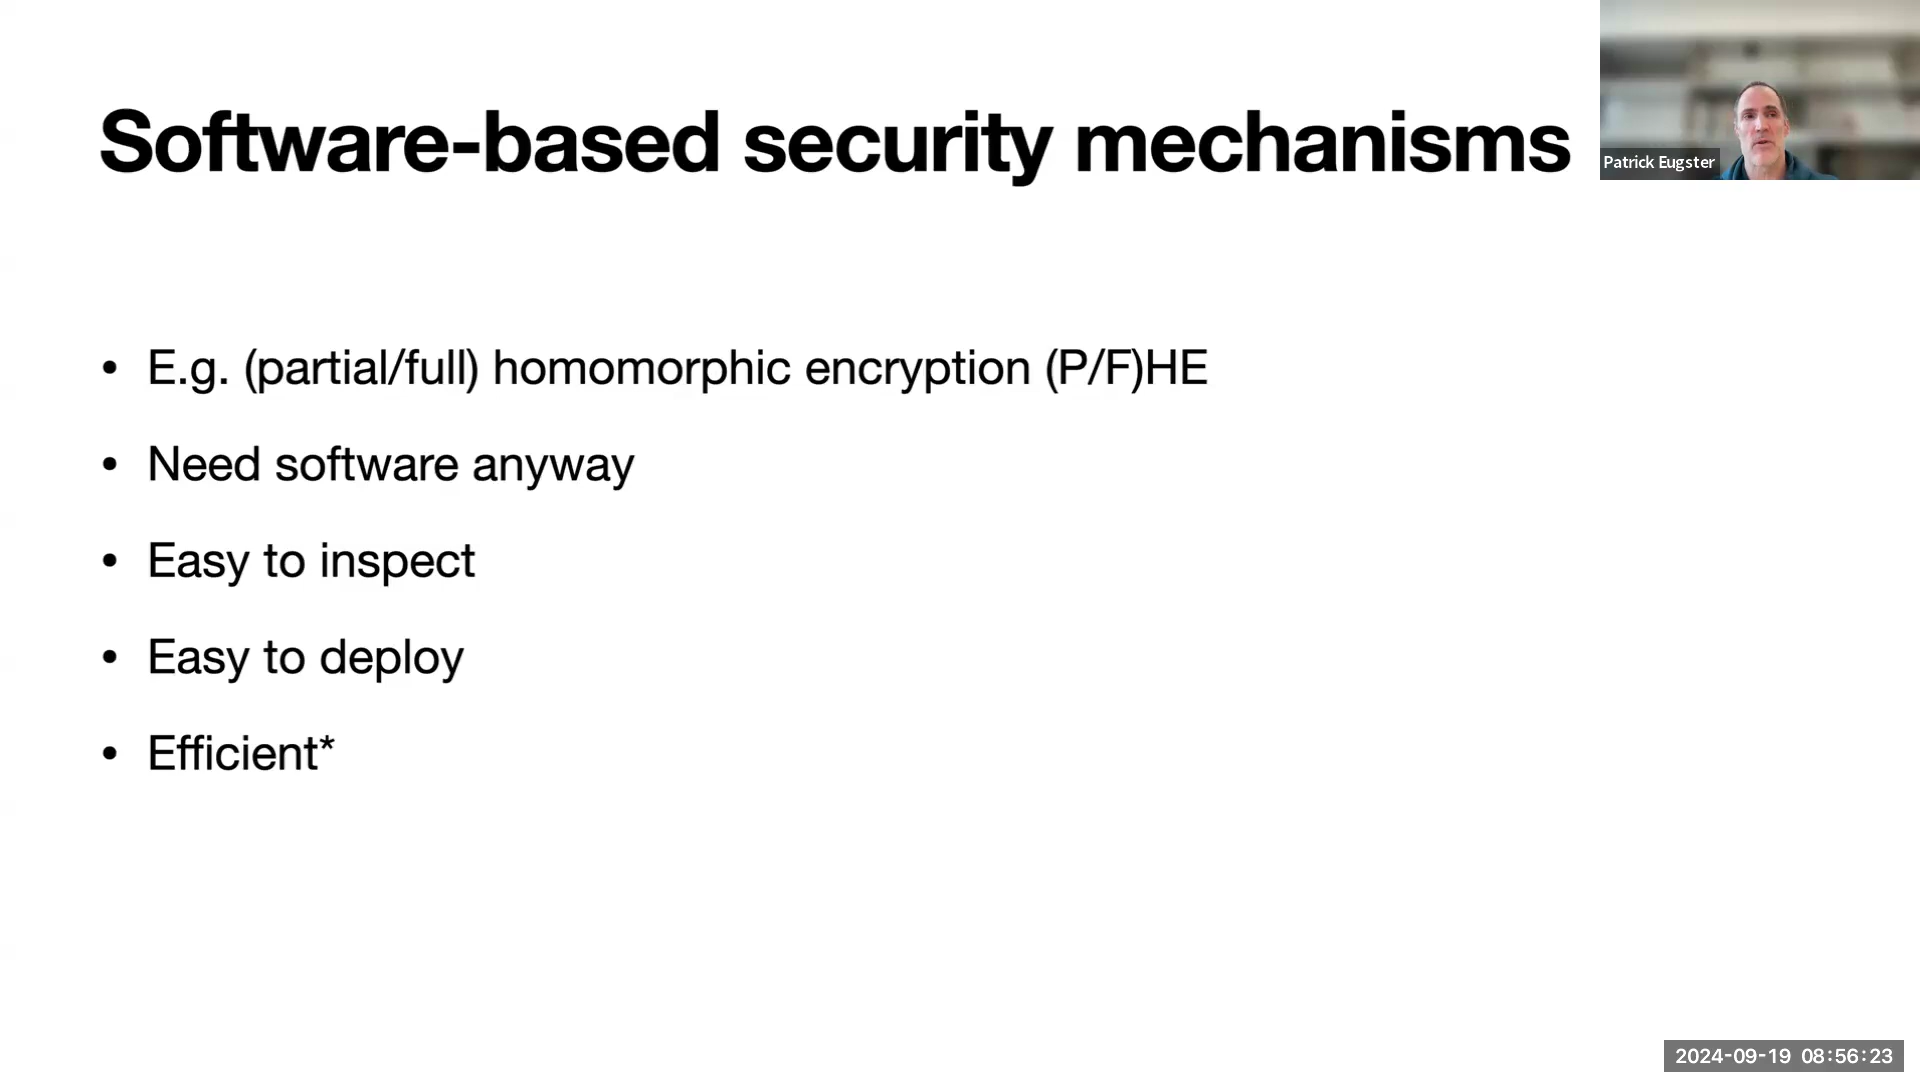 Software-based security mechanisms
Patrick Eugster
• E.g. (partial/full) homomorphic encryption (P/F)HE
• Need software anyway
• Easy to inspect
• Easy to deploy
• Efficient*
2024-09-19 08:56:23